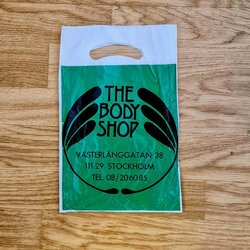 THE
BODY
SHOP
VÄSTERLÅNGGATAN 38
111 29 STOCKHOLM
TEL. 08/206085